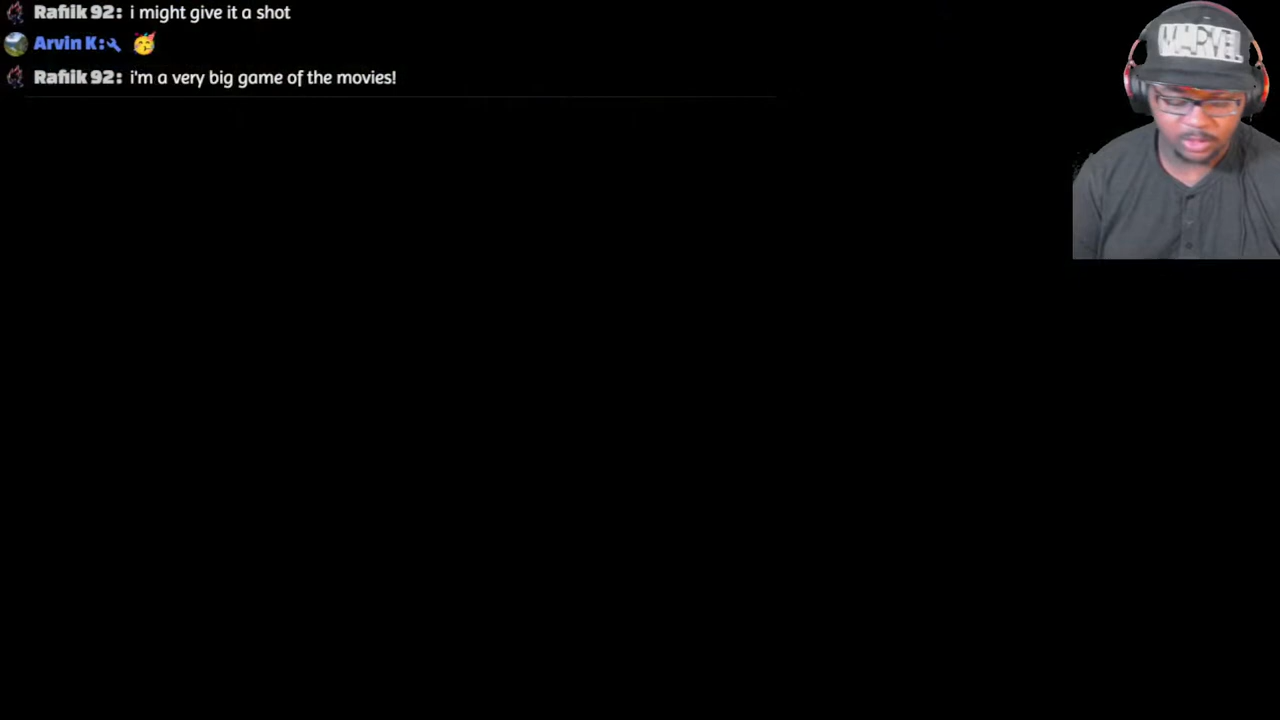 Rafiik 92: i might give it a shot
Arvin K: 🥳
Rafiik 92: i'm a very big game of the movies!
MARVEL